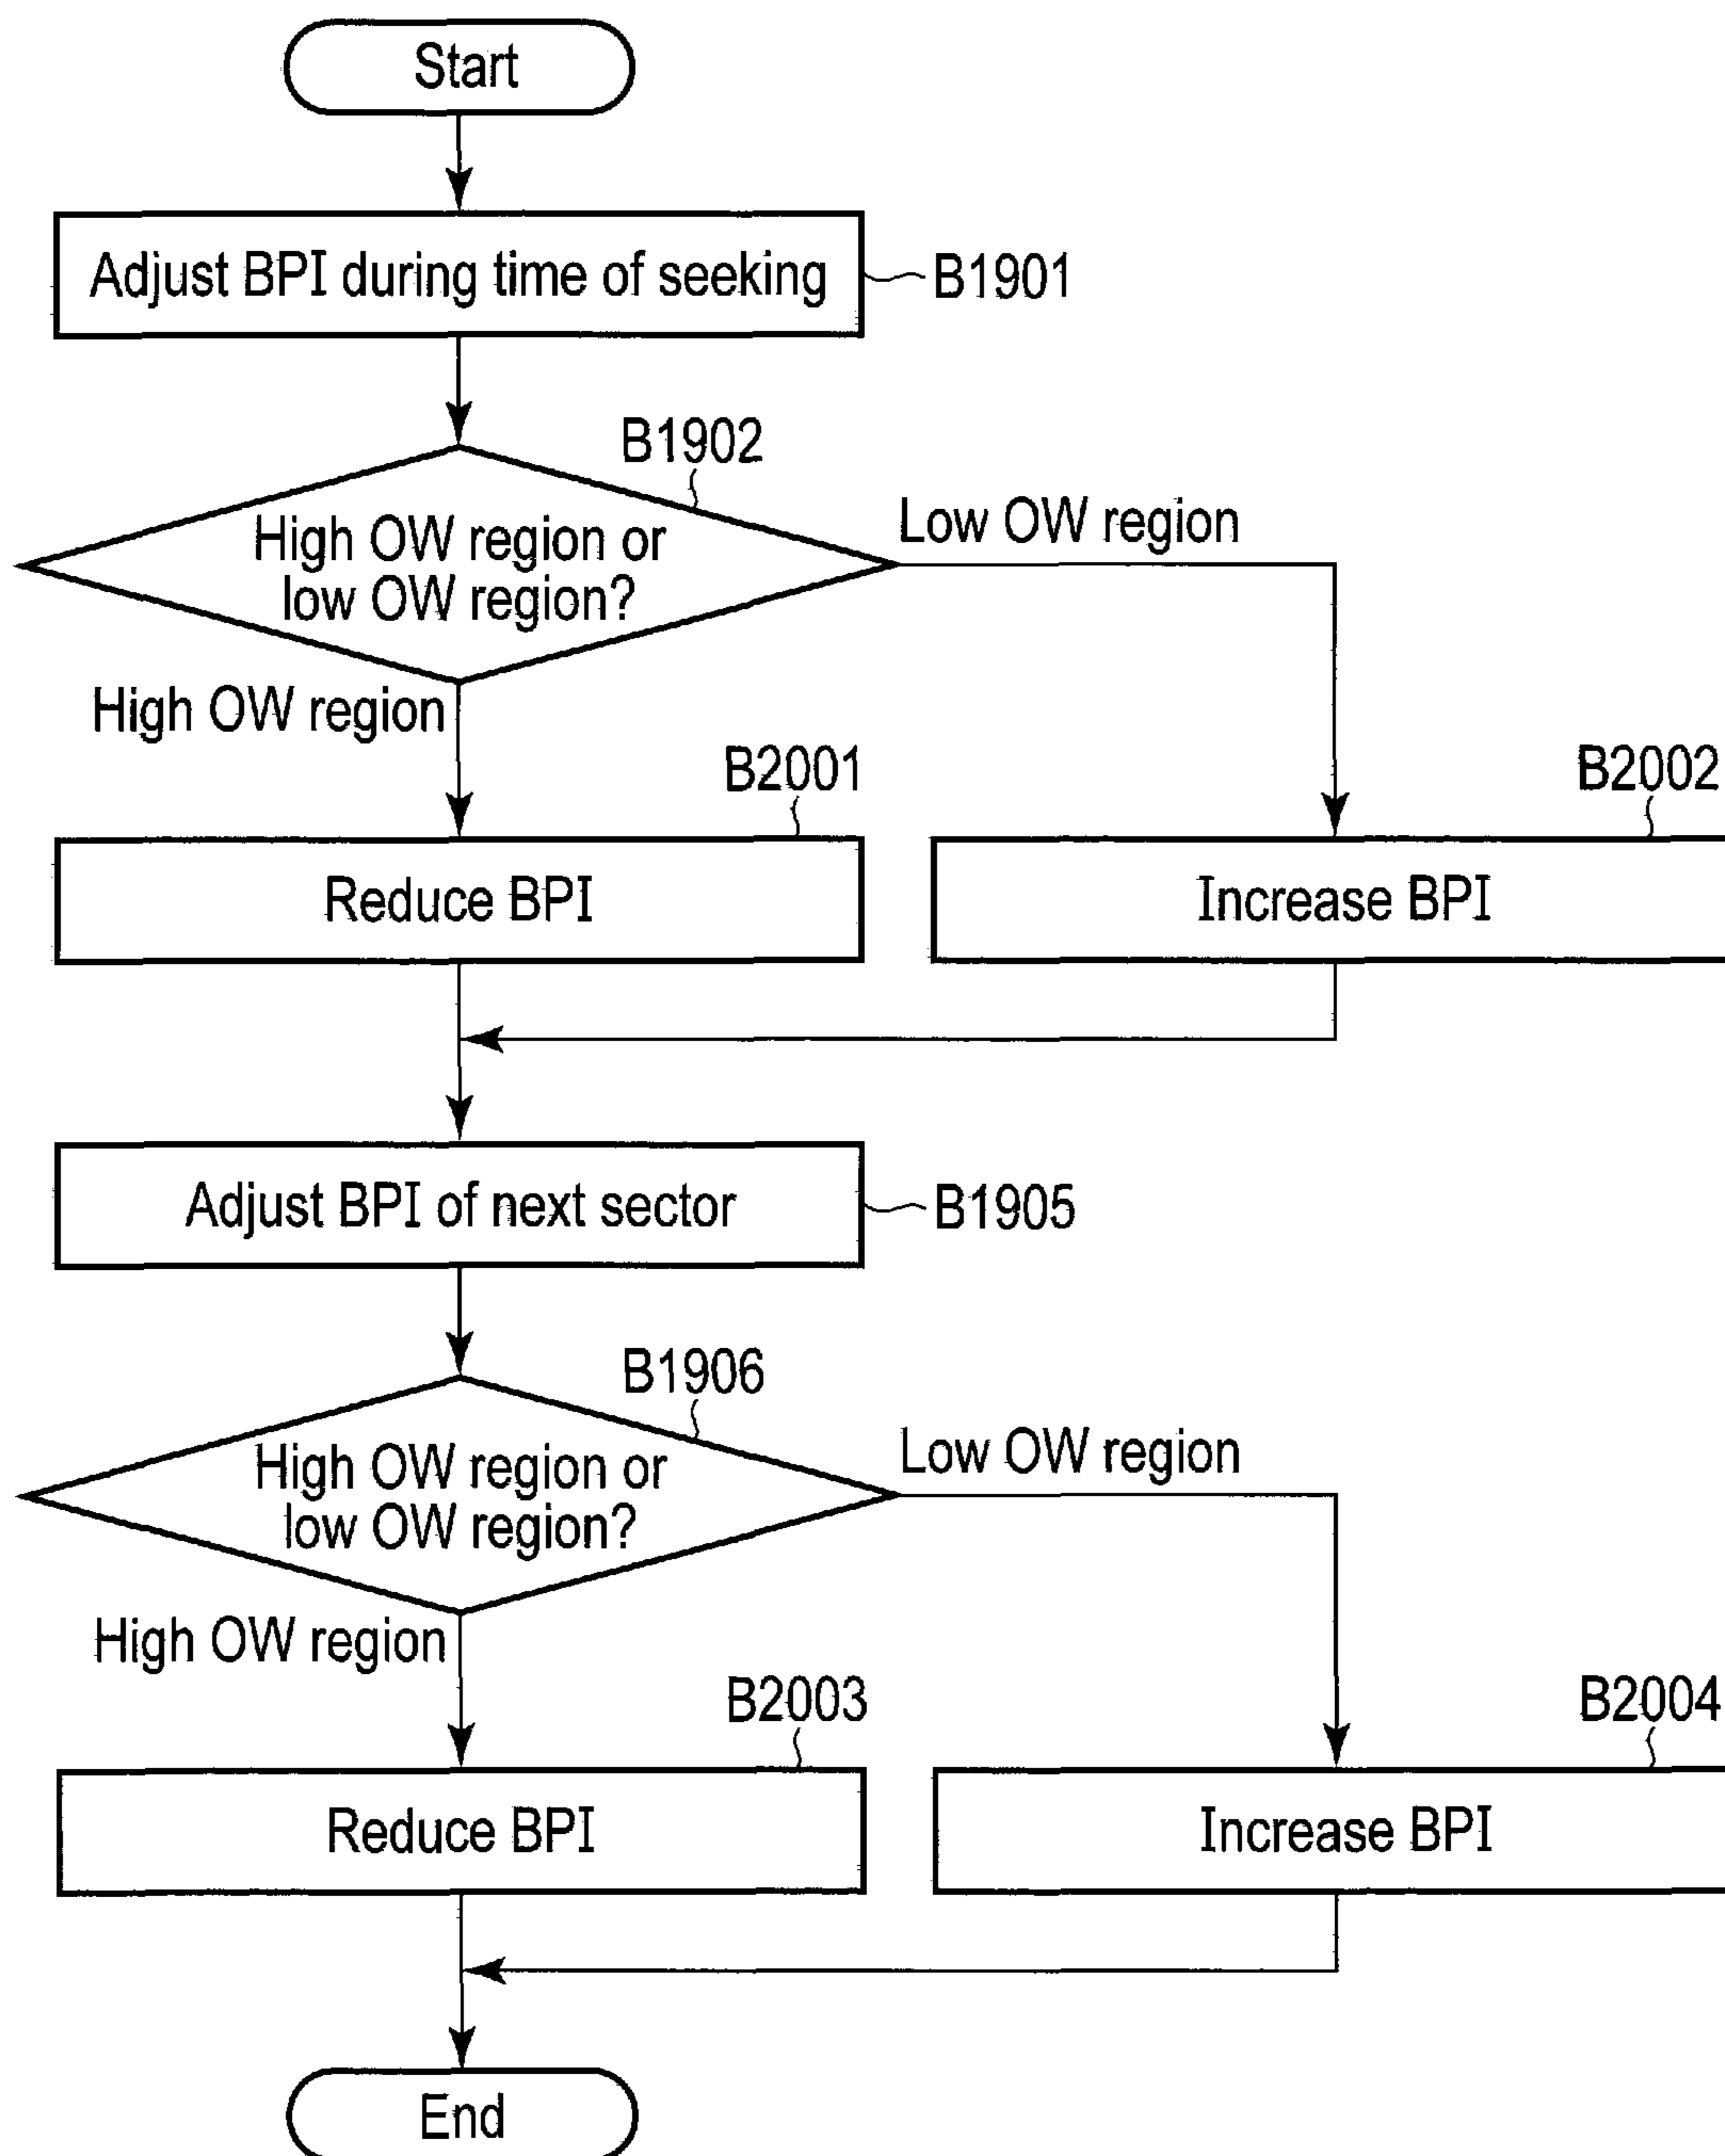 Start
Adjust BPI during time of seeking
B1901
B1902
High OW region or
low OW region?
Low OW region
High OW region
B2001
B2002
Reduce BPI
Increase BPI
Adjust BPI of next sector
B1905
B1906
High OW region or
low OW region?
Low OW region
High OW region
B2003
B2004
Reduce BPI
Increase BPI
End